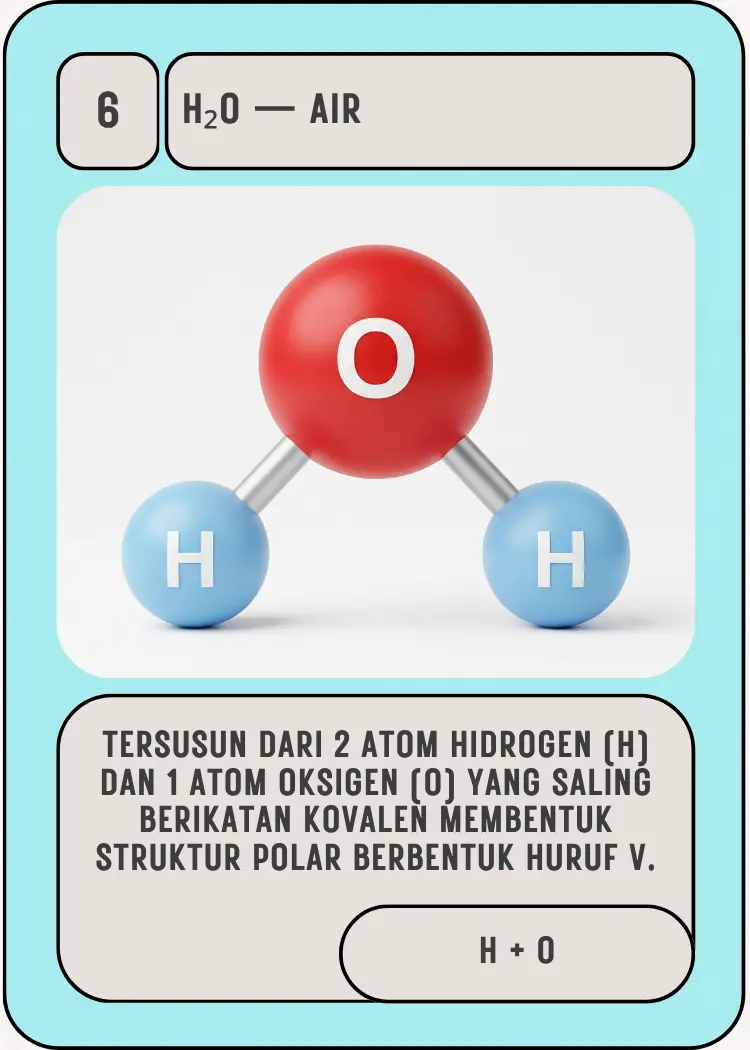 6
H₂O — AIR
O
H
H
TERSUSUN DARI 2 ATOM HIDROGEN (H)
DAN 1 ATOM OKSIGEN (O) YANG SALING
BERIKATAN KOVALEN MEMBENTUK
STRUKTUR POLAR BERBENTUK HURUF V.
H + O